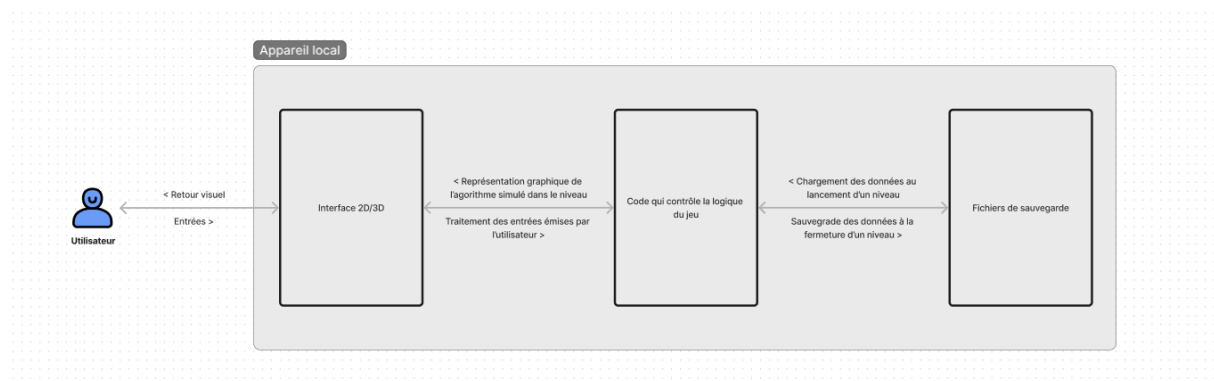 Appareil local
< Retour visuel
Entrées >
Utilisateur
Interface 2D/3D
< Représentation graphique de
l'agorithme simulé dans le niveau
Traitement des entrées émises par
l'utilisateur >
Code qui contrôle la logique
du jeu
< Chargement des données au
lancement d'un niveau
Sauvegrade des données à la
fermeture d'un niveau >
Fichiers de sauvegarde